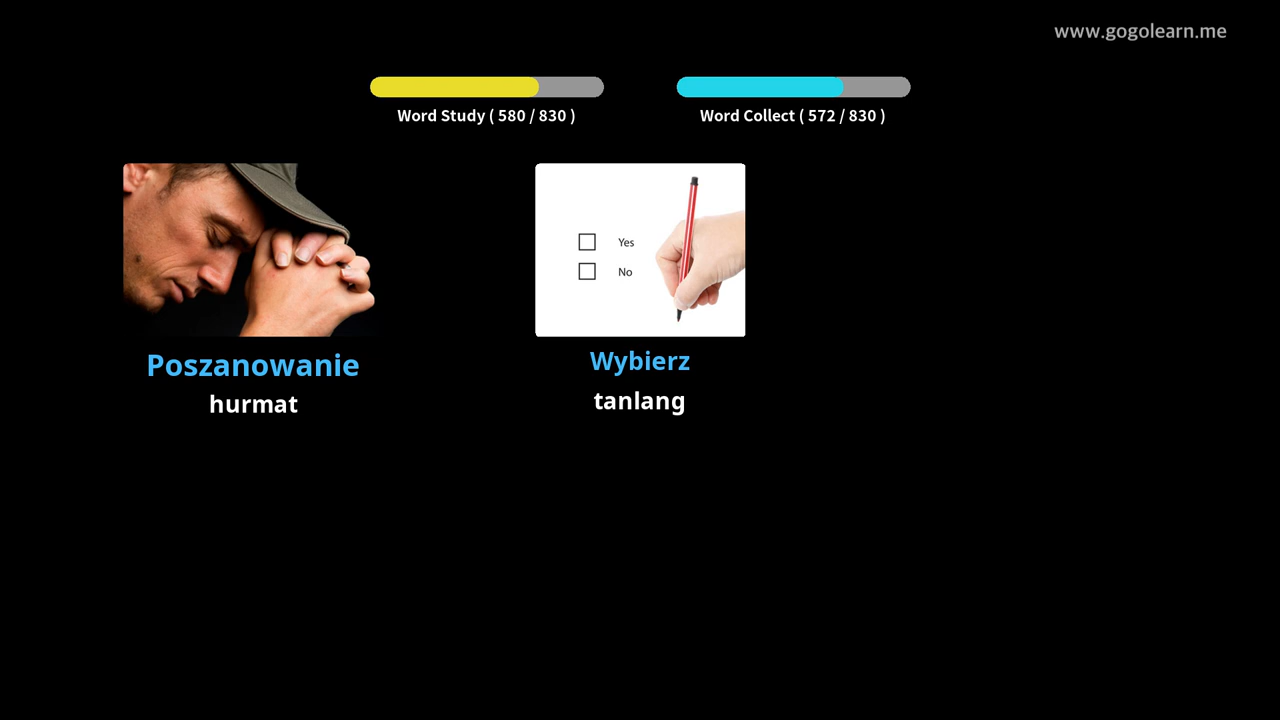 www.gogolearn.me
Word Study ( 580 / 830 )
Word Collect ( 572 / 830 )
Yes
No
Poszanowanie
hurmat
Wybierz
tanlang